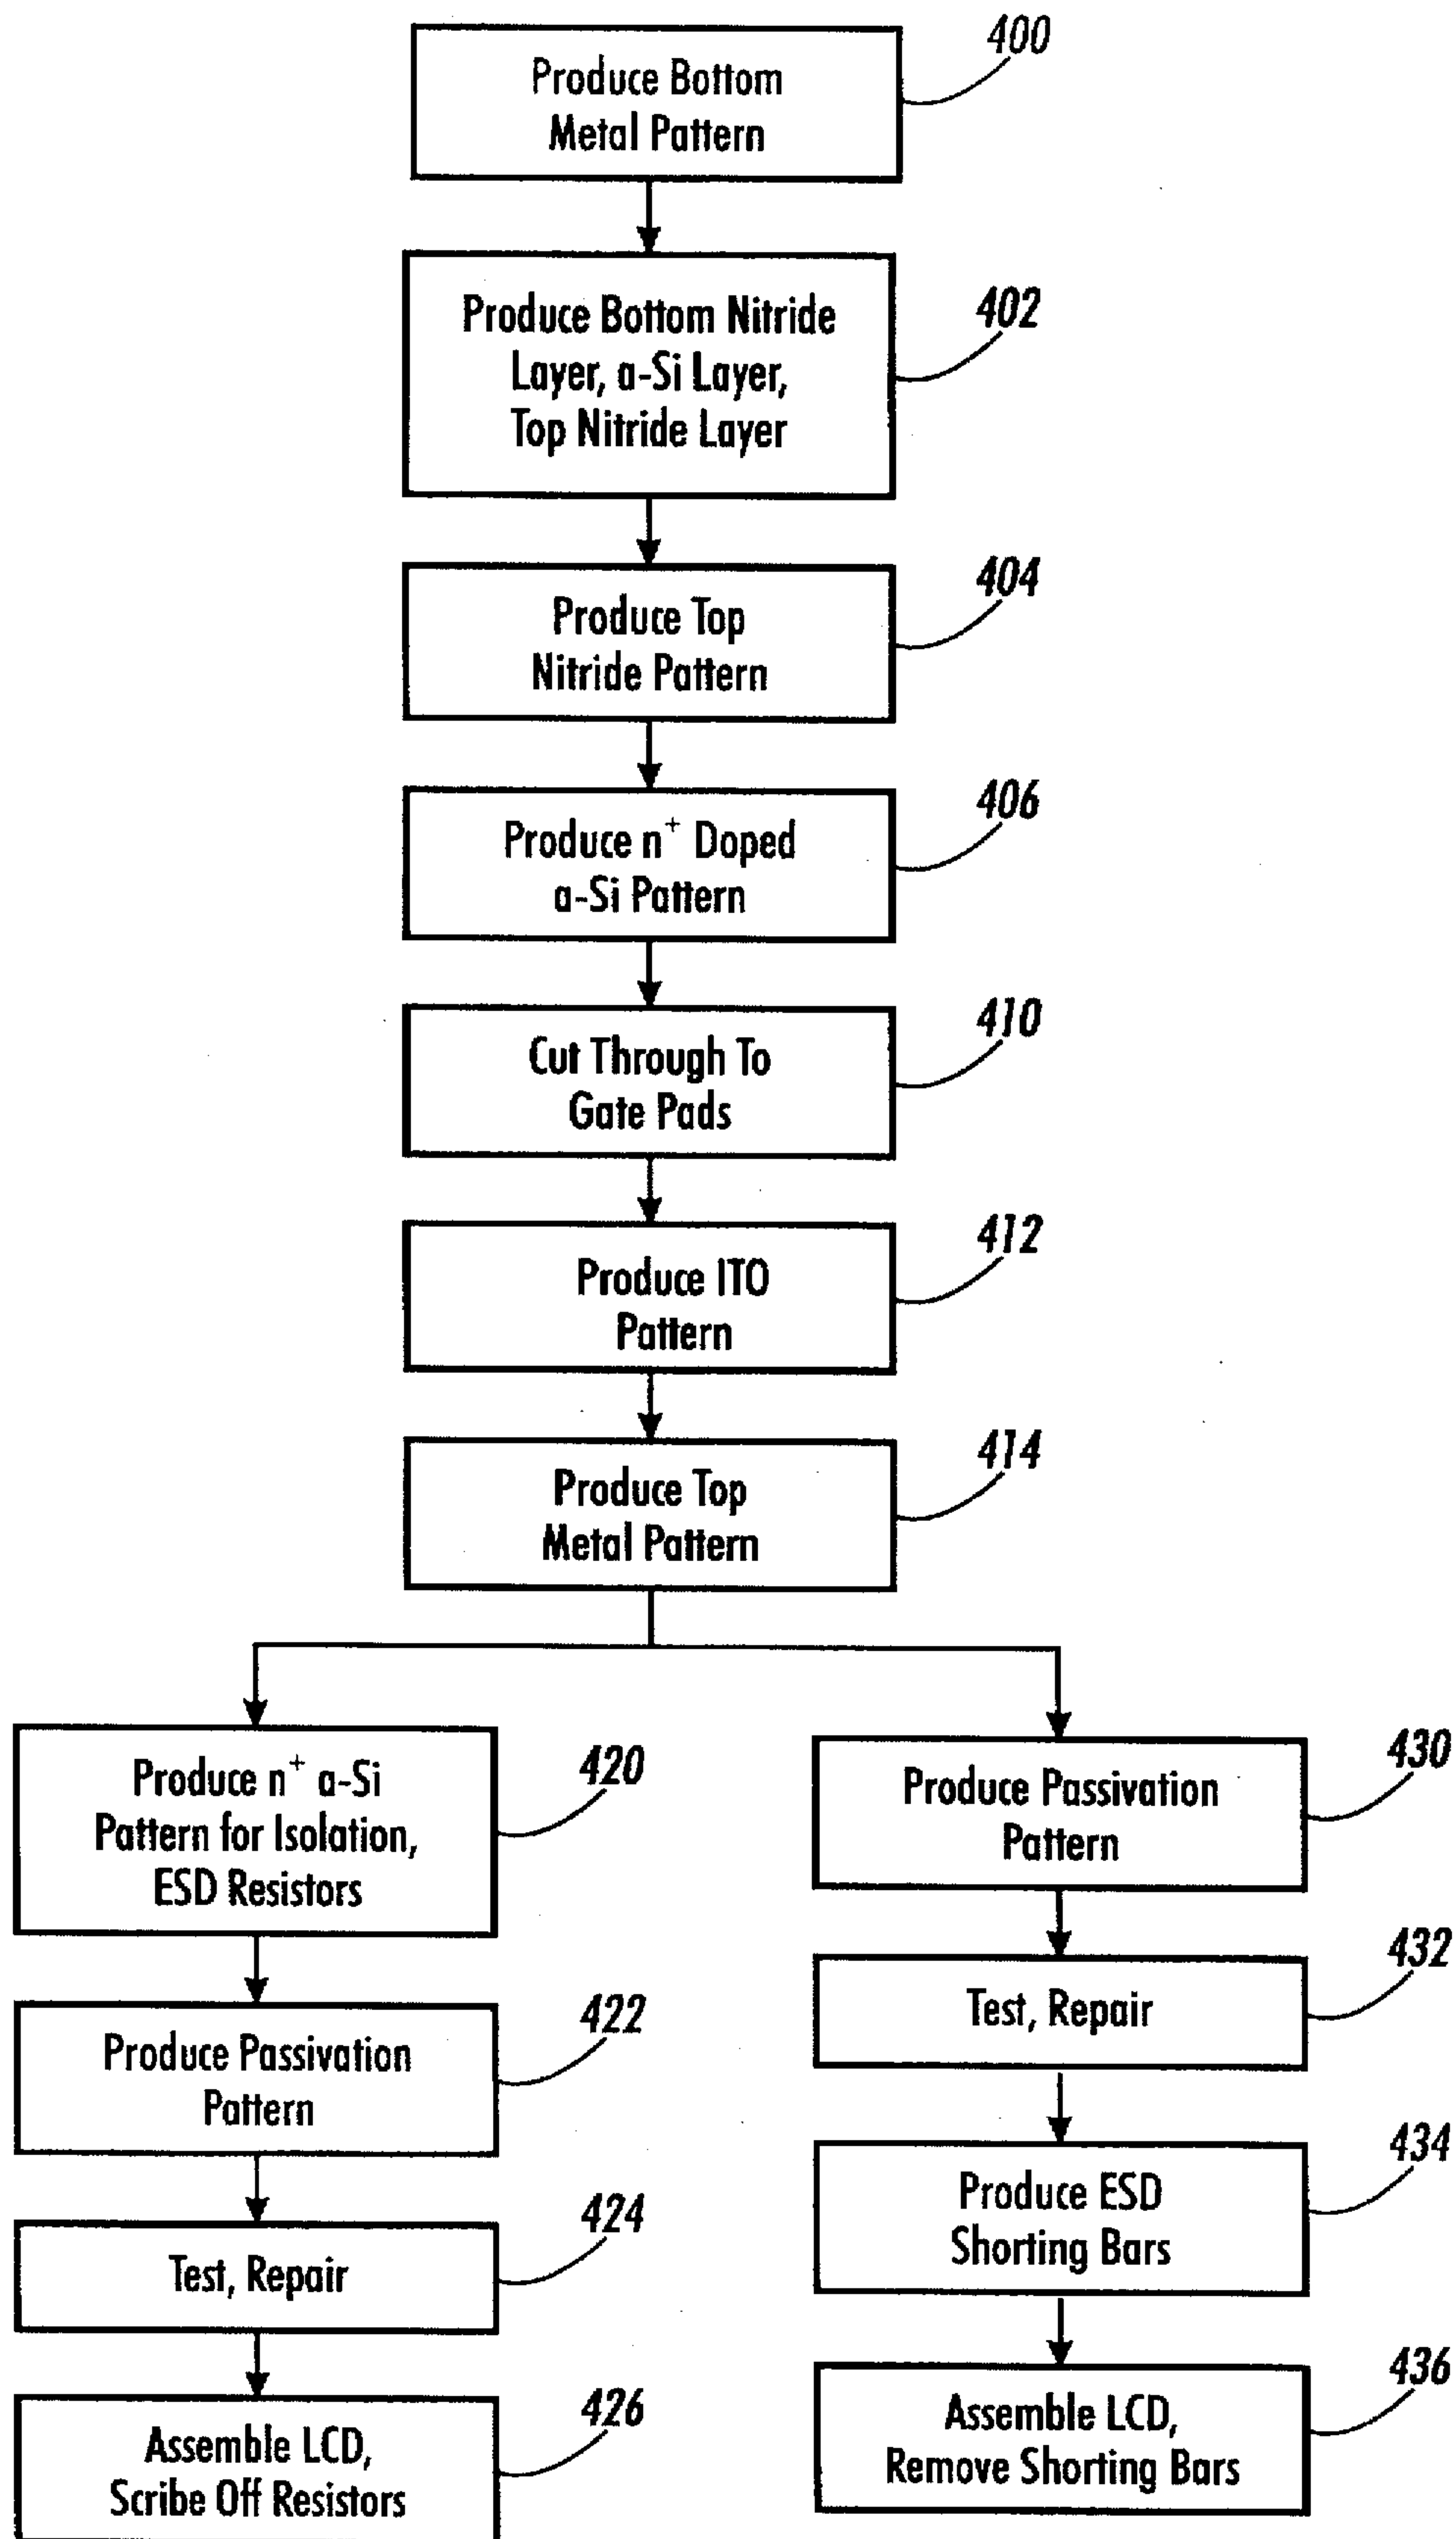 400
Produce Bottom
Metal Pattern
402
Produce Bottom Nitride
Layer, a-Si Layer,
Top Nitride Layer
404
Produce Top
Nitride Pattern
406
Produce n⁺ Doped
a-Si Pattern
410
Cut Through To
Gate Pads
412
Produce ITO
Pattern
414
Produce Top
Metal Pattern
420
Produce n⁺ a-Si
Pattern for Isolation,
ESD Resistors
422
Produce Passivation
Pattern
424
Test, Repair
426
Assemble LCD,
Scribe Off Resistors
430
Produce Passivation
Pattern
432
Test, Repair
434
Produce ESD
Shorting Bars
436
Assemble LCD,
Remove Shorting Bars